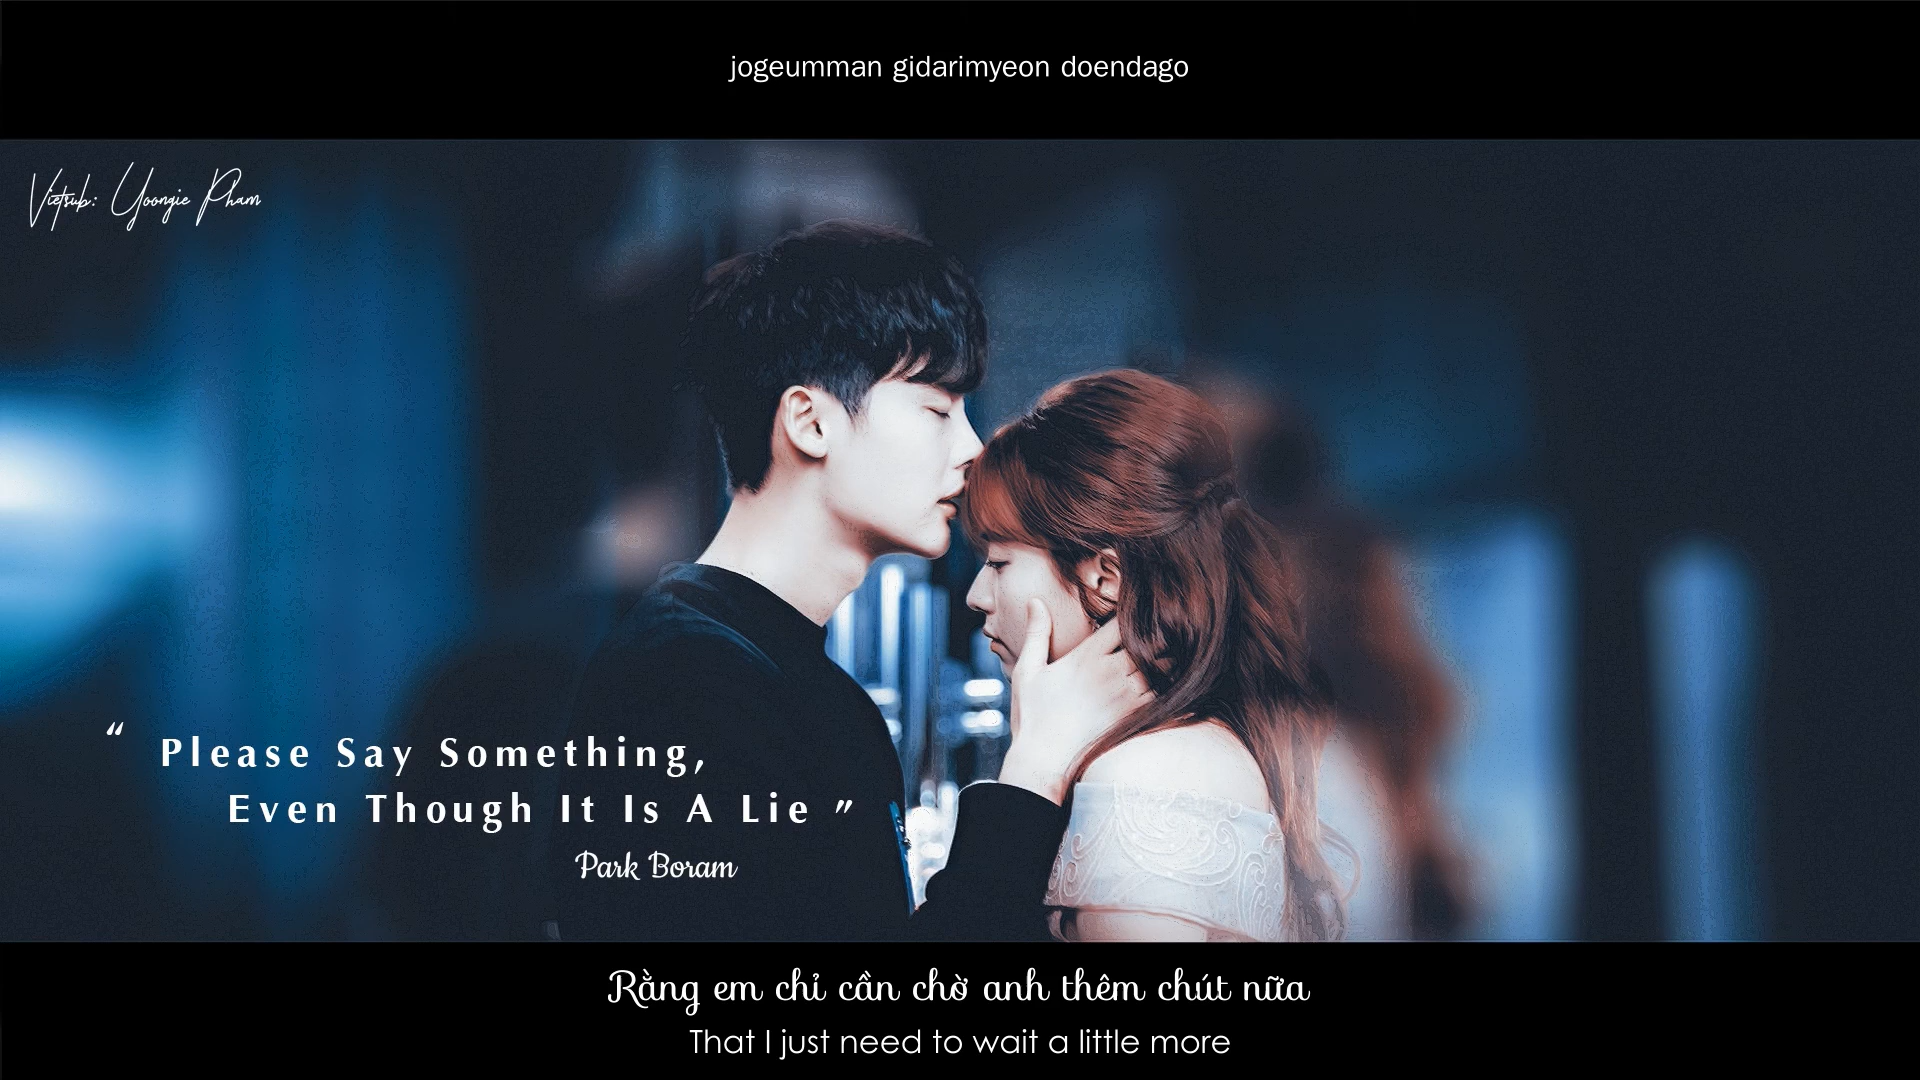 jogeumman gidarimyeon doendago
Vietsub: Yoongie Pham
“ Please Say Something,
Even Though It Is A Lie ”
Park Boram
Rằng em chỉ cần chờ anh thêm chút nữa
That I just need to wait a little more